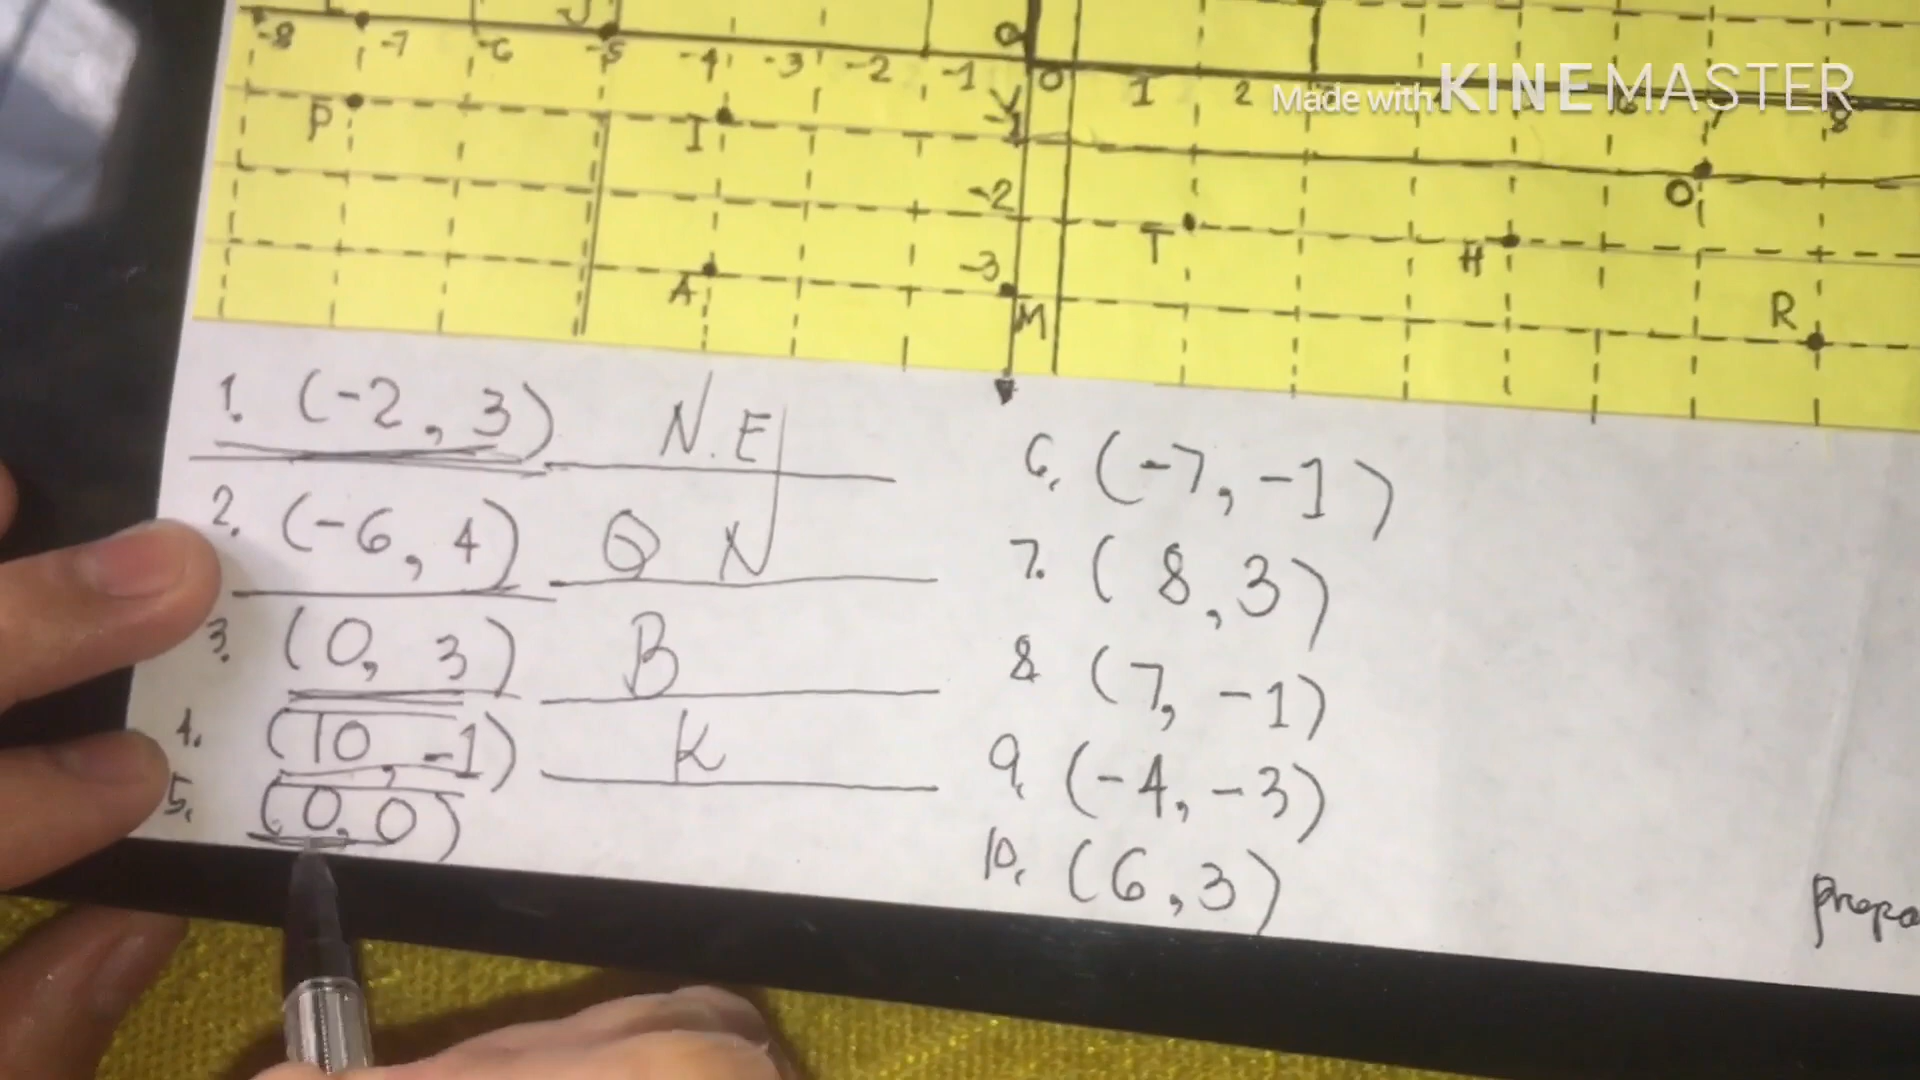 J Q
-8 -7 -6 -5 -4 -3 -2 -1 0 1 2 7 8
Made with KINEMASTER
P I -1
O
-2
T H
A -3
M R
1. (-2, 3) N.E
2. (-6, 4) Q N
3. (0, 3) B
4. (10, -1) K
5. (0, 0)
6. (-7, -1)
7. (8, 3)
8 (7, -1)
9. (-4, -3)
10. (6, 3)